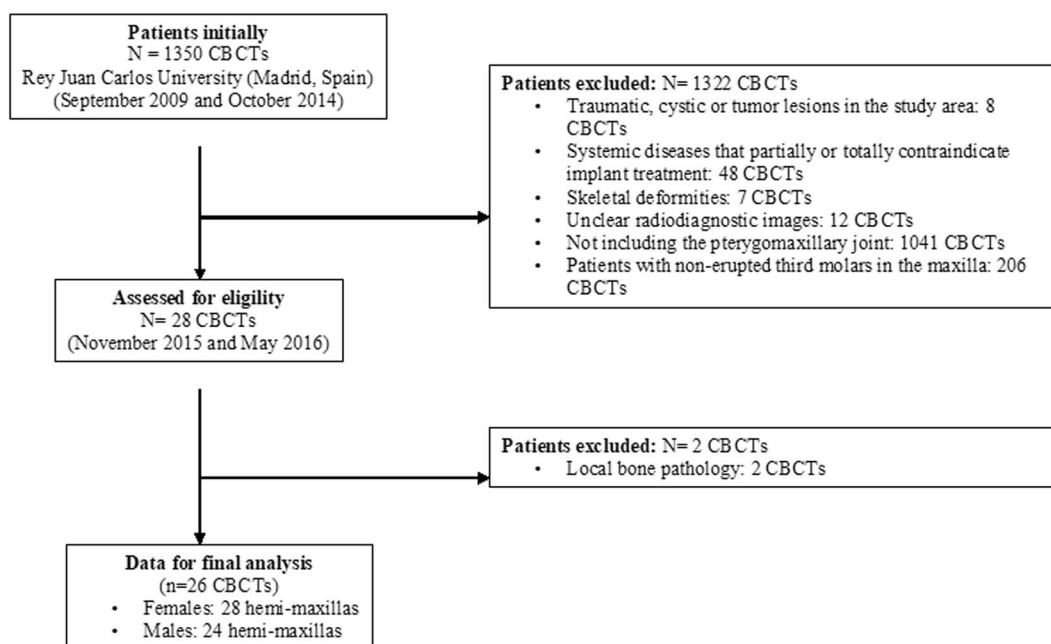 Patients initially
N = 1350 CBCTs
Rey Juan Carlos University (Madrid, Spain)
(September 2009 and October 2014)
Patients excluded: N= 1322 CBCTs
• Traumatic, cystic or tumor lesions in the study area: 8
CBCTs
• Systemic diseases that partially or totally contraindicate
implant treatment: 48 CBCTs
• Skeletal deformities: 7 CBCTs
• Unclear radiodiagnostic images: 12 CBCTs
• Not including the pterygomaxillary joint: 1041 CBCTs
• Patients with non-erupted third molars in the maxilla: 206
CBCTs
Assessed for eligility
N= 28 CBCTs
(November 2015 and May 2016)
Patients excluded: N= 2 CBCTs
• Local bone pathology: 2 CBCTs
Data for final analysis
(n=26 CBCTs)
• Females: 28 hemi-maxillas
• Males: 24 hemi-maxillas